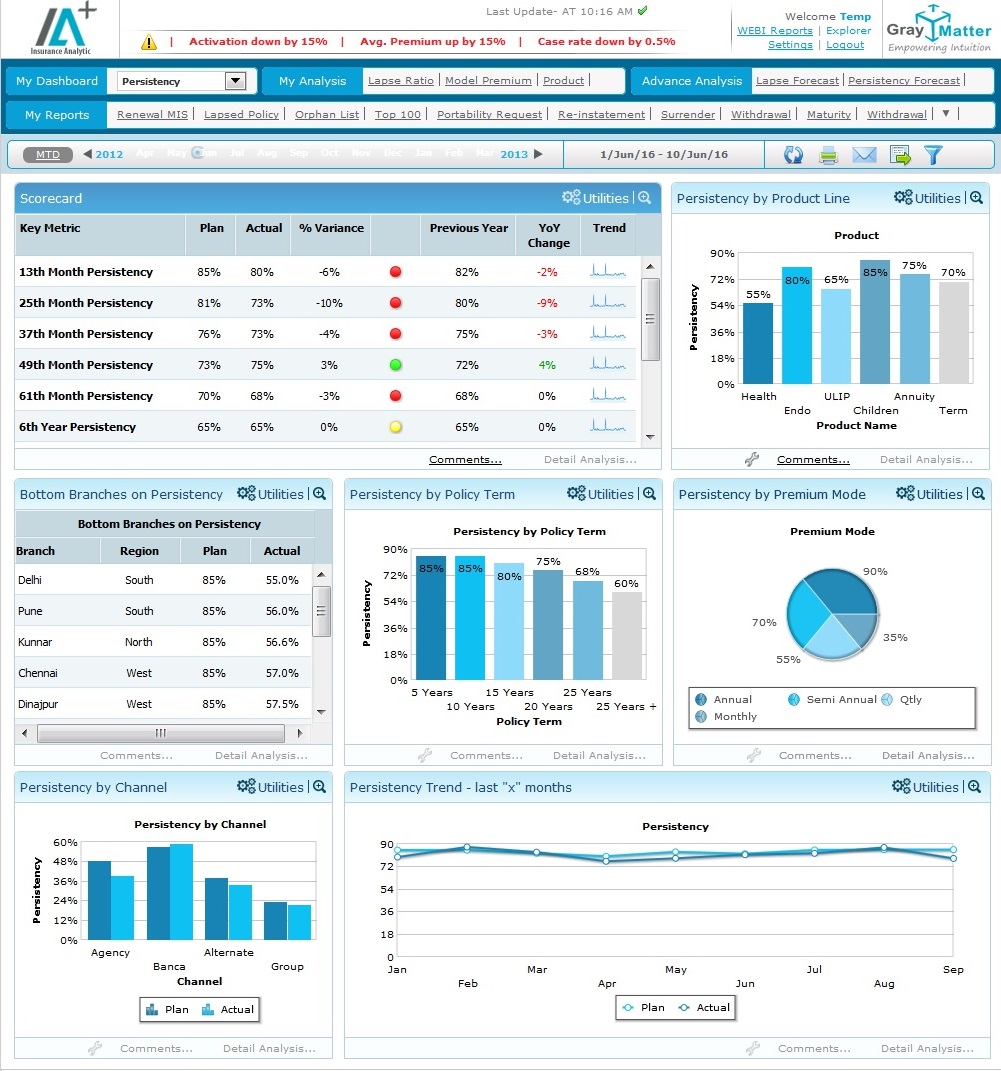 Last Update- AT 10:16 AM
IA+
Insurance Analytic
| Activation down by 15% | Avg. Premium up by 15% | Case rate down by 0.5%
Welcome Temp
WEBI Reports | Explorer
Settings | Logout
GrayMatter
Empowering Intuition
My Dashboard Persistency My Analysis Lapse Ratio | Model Premium | Product | Advance Analysis Lapse Forecast | Persistency Forecast |
My Reports Renewal MIS | Lapsed Policy | Orphan List | Top 100 | Portability Request | Re-instatement | Surrender | Withdrawal | Maturity | Withdrawal | ▼ |
MTD ◀ 2012 Apr May Jun Jul Aug Sep Oct Nov Dec Jan Feb Mar 2013 ▶ 1/Jun/16 - 10/Jun/16
Scorecard Utilities |
Key Metric Plan Actual % Variance Previous Year YoY Change Trend
13th Month Persistency 85% 80% -6% 82% -2%
25th Month Persistency 81% 73% -10% 80% -9%
37th Month Persistency 76% 73% -4% 75% -3%
49th Month Persistency 73% 75% 3% 72% 4%
61th Month Persistency 70% 68% -3% 68% 0%
6th Year Persistency 65% 65% 0% 65% 0%
Comments... Detail Analysis...
Persistency by Product Line Utilities |
Product
Persistency
90%
72%
54%
36%
18%
0%
55% 80% 65% 85% 75% 70%
Health ULIP Annuity
Endo Children Term
Product Name
Comments... Detail Analysis...
Bottom Branches on Persistency Utilities |
Bottom Branches on Persistency
Branch Region Plan Actual
Delhi South 85% 55.0%
Pune South 85% 56.0%
Kunnar North 85% 56.6%
Chennai West 85% 57.0%
Dinajpur West 85% 57.5%
Comments... Detail Analysis...
Persistency by Policy Term Utilities |
Persistency by Policy Term
Persistency
90%
72%
54%
36%
18%
0%
85% 85% 80% 75% 68% 60%
5 Years 15 Years 25 Years
10 Years 20 Years 25 Years +
Policy Term
Comments... Detail Analysis...
Persistency by Premium Mode Utilities |
Premium Mode
90%
70%
35%
55%
Annual Semi Annual Qtly
Monthly
Comments... Detail Analysis...
Persistency by Channel Utilities |
Persistency by Channel
Persistency
60%
48%
36%
24%
12%
0%
Agency Alternate
Banca Group
Channel
Plan Actual
Comments... Detail Analysis...
Persistency Trend - last "x" months Utilities |
Persistency
90
72
54
36
18
0
Jan Mar May Jul Sep
Feb Apr Jun Aug
Plan Actual
Comments... Detail Analysis...